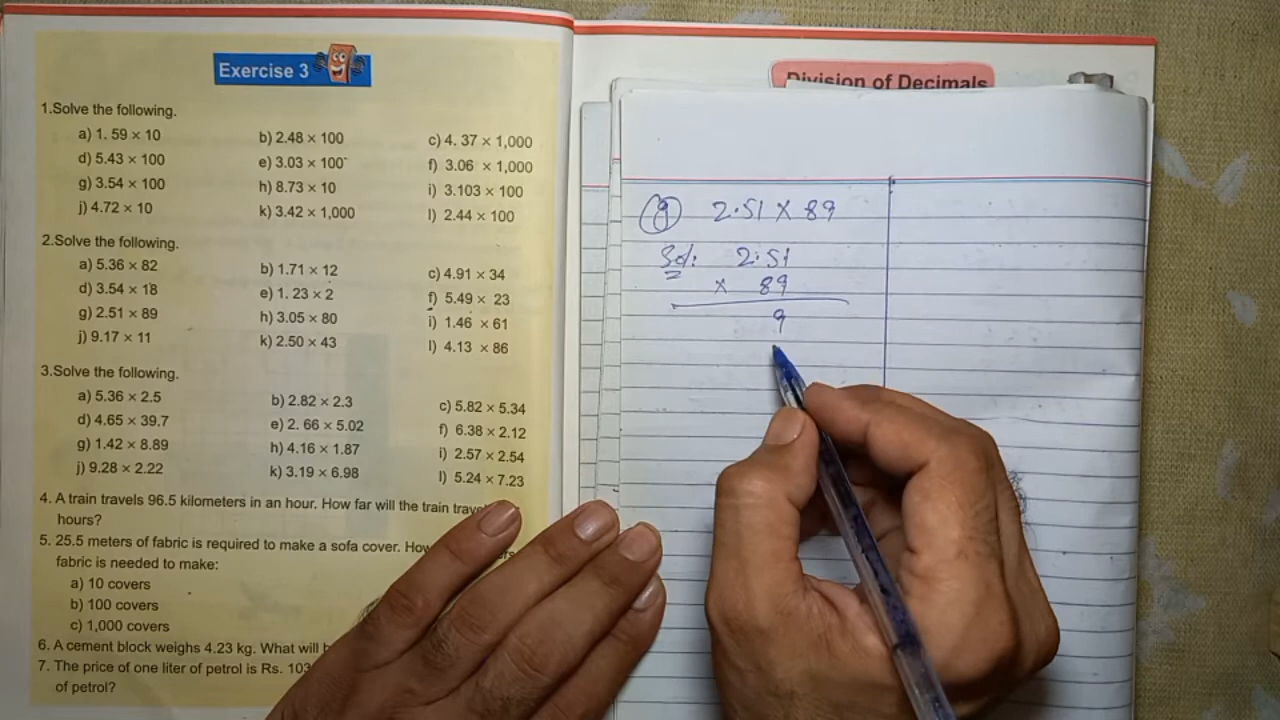 Exercise 3
1.Solve the following.
a) 1. 59 × 10 b) 2.48 × 100 c) 4. 37 × 1,000
d) 5.43 × 100 e) 3.03 × 100 f) 3.06 × 1,000
g) 3.54 × 100 h) 8.73 × 10 i) 3.103 × 100
j) 4.72 × 10 k) 3.42 × 1,000 l) 2.44 × 100
2.Solve the following.
a) 5.36 × 82 b) 1.71 × 12 c) 4.91 × 34
d) 3.54 × 18 e) 1. 23 × 2 f) 5.49 × 23
g) 2.51 × 89 h) 3.05 × 80 i) 1.46 × 61
j) 9.17 × 11 k) 2.50 × 43 l) 4.13 × 86
3.Solve the following.
a) 5.36 × 2.5 b) 2.82 × 2.3 c) 5.82 × 5.34
d) 4.65 × 39.7 e) 2. 66 × 5.02 f) 6.38 × 2.12
g) 1.42 × 8.89 h) 4.16 × 1.87 i) 2.57 × 2.54
j) 9.28 × 2.22 k) 3.19 × 6.98 l) 5.24 × 7.23
4. A train travels 96.5 kilometers in an hour. How far will the train
hours?
5. 25.5 meters of fabric is required to make a sofa cover.
fabric is needed to make:
a) 10 covers
b) 100 covers
c) 1,000 covers
6. A cement block weighs 4.23 kg. What will
7. The price of one liter of petrol is Rs.
of petrol?
Division of Decimals
g 2.51 × 89
Sol: 2.51
× 89
9